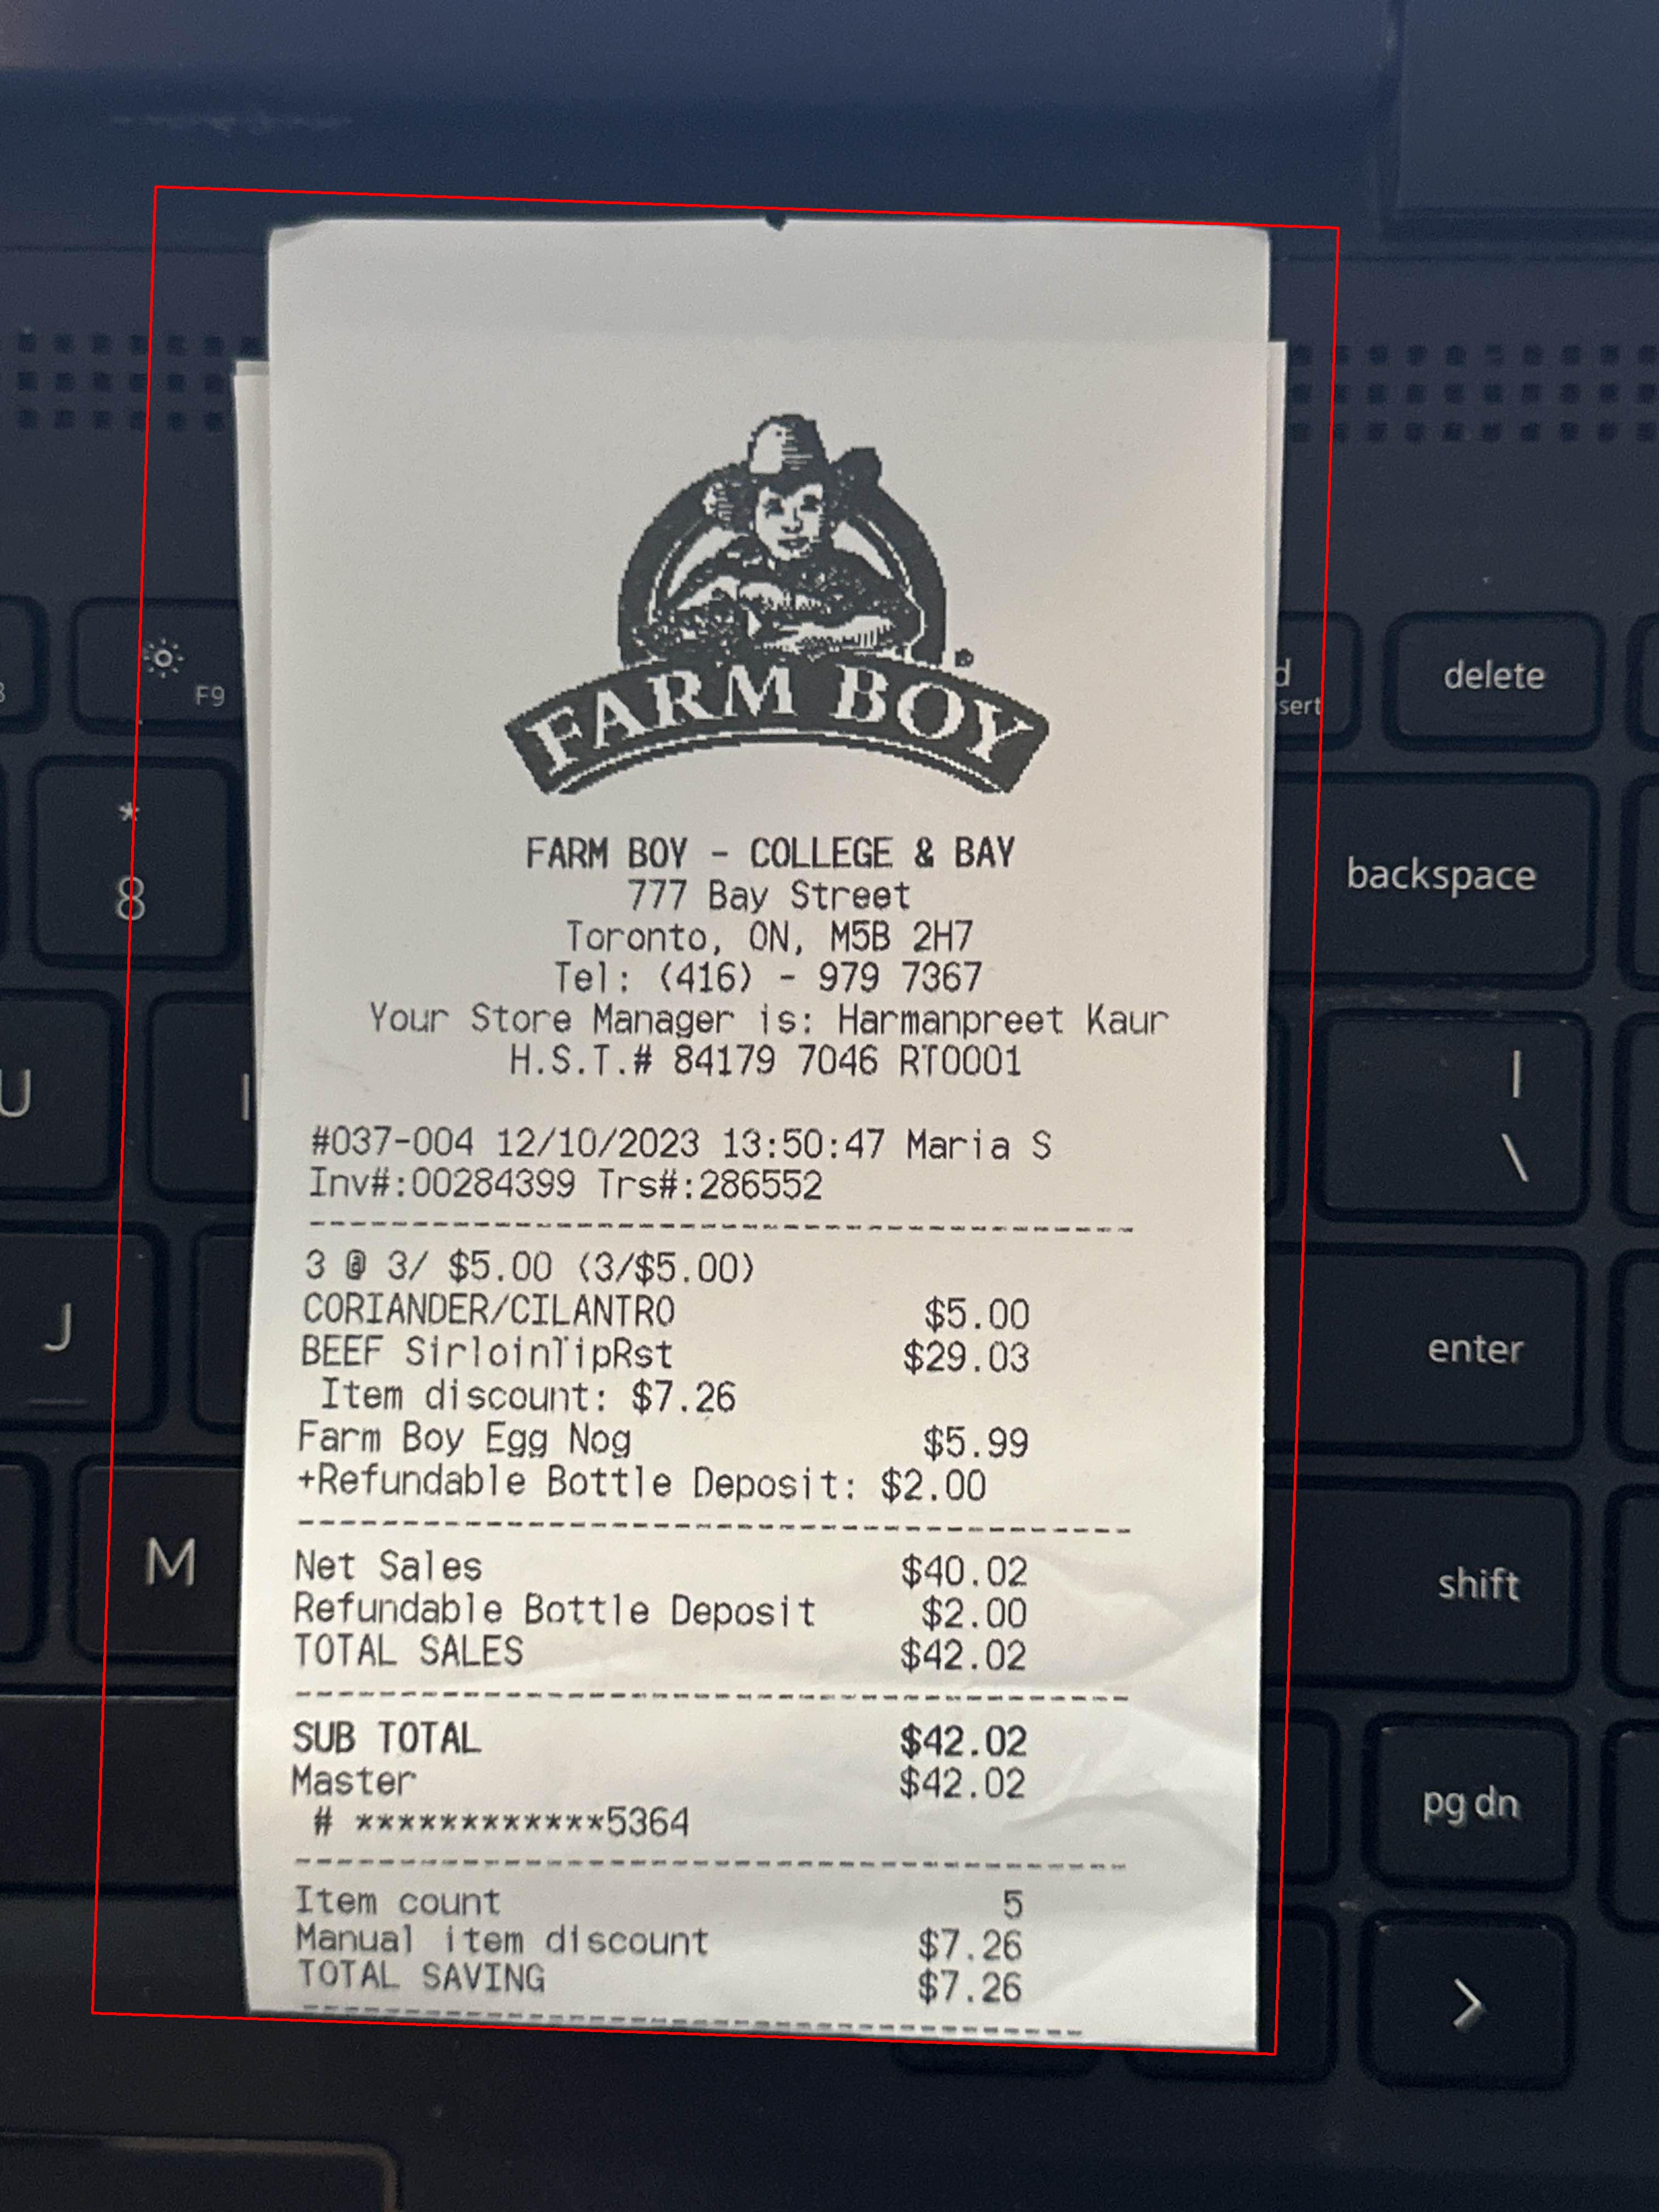 FARM BOY
®
FARM BOY - COLLEGE & BAY
777 Bay Street
Toronto, ON, M5B 2H7
Tel: (416) - 979 7367
Your Store Manager is: Harmanpreet Kaur
H.S.T.# 84179 7046 RT0001
#037-004 12/10/2023 13:50:47 Maria S
Inv#:00284399 Trs#:286552
--------------------------------
3 @ 3/ $5.00 (3/$5.00)
CORIANDER/CILANTRO $5.00
BEEF SirloinTipRst $29.03
Item discount: $7.26
Farm Boy Egg Nog $5.99
+Refundable Bottle Deposit: $2.00
--------------------------------
Net Sales $40.02
Refundable Bottle Deposit $2.00
TOTAL SALES $42.02
--------------------------------
SUB TOTAL $42.02
Master $42.02
# ************5364
--------------------------------
Item count 5
Manual item discount $7.26
TOTAL SAVING $7.26
--------------------------------
F9
delete
sert
*
8
backspace
U
I
|
\
J
enter
M
shift
pg dn
>